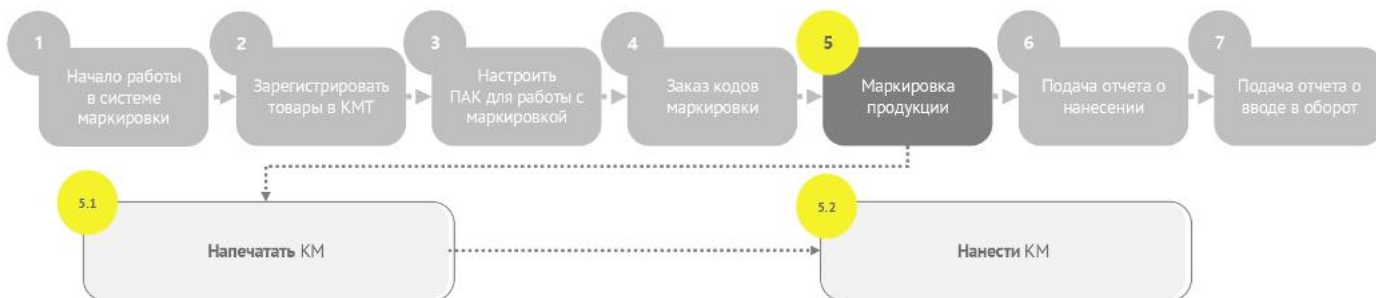 1
Начало работы
в системе
маркировки
2
Зарегистрировать
товары в КМТ
3
Настроить
ПАК для работы с
маркировкой
4
Заказ кодов
маркировки
5
Маркировка
продукции
6
Подача отчета о
нанесении
7
Подача отчета о
вводе в оборот
5.1
Напечатать КМ
5.2
Нанести КМ